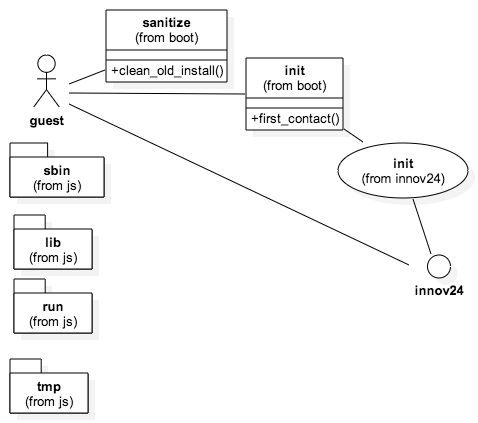 sanitize
(from boot)
+clean_old_install()
guest
init
(from boot)
+first_contact()
init
(from innov24)
innov24
sbin
(from js)
lib
(from js)
run
(from js)
tmp
(from js)